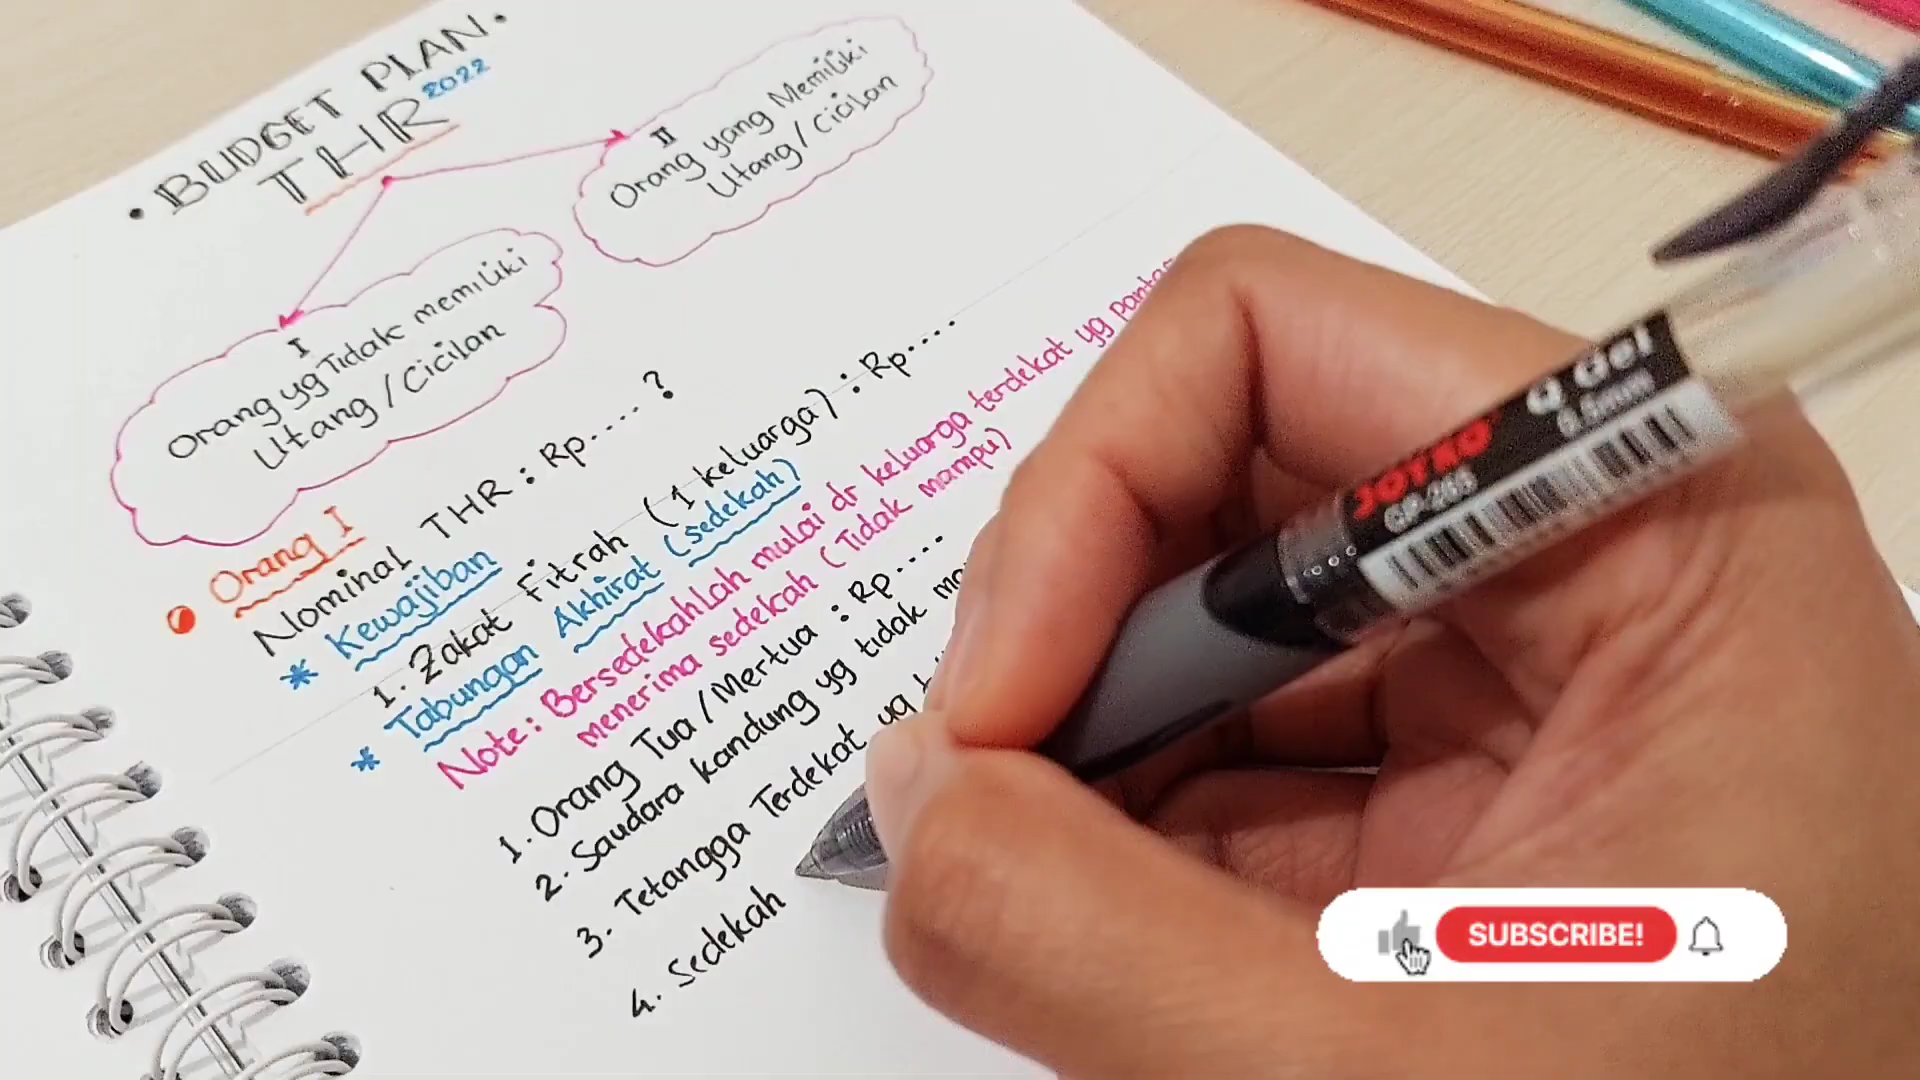 • BUDGET PLAN •
THR 2022
II
Orang yang Memiliki
Utang / Cicilan
I
Orang yg Tidak memiliki
Utang / Cicilan
Orang I
Nominal THR : Rp.... ?
* Kewajiban
1. Zakat Fitrah (1 keluarga) : Rp....
* Tabungan Akhirat (sedekah)
Note: Bersedekahlah mulai dr keluarga terdekat yg
menerima sedekah (Tidak mampu)
1. Orang Tua / Mertua : Rp....
2. Saudara kandung yg tidak
3. Tetangga Terdekat yg
4. Sedekah
JOYKO
GP-265
Q Gel
0.5mm
SUBSCRIBE!